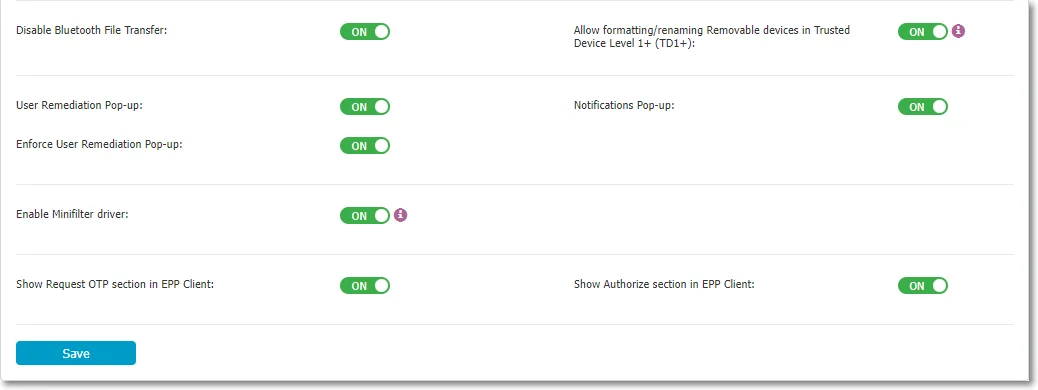 Disable Bluetooth File Transfer: ON
Allow formatting/renaming Removable devices in Trusted
Device Level 1+ (TD1+): ON
User Remediation Pop-up: ON
Notifications Pop-up: ON
Enforce User Remediation Pop-up: ON
Enable Minifilter driver: ON
Show Request OTP section in EPP Client: ON
Show Authorize section in EPP Client: ON
Save